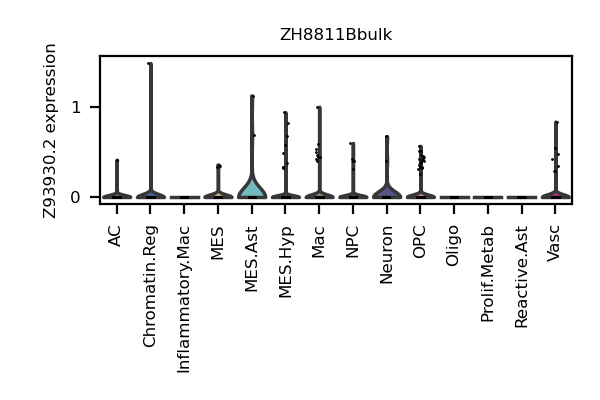 ZH8811Bbulk
Z93930.2 expression
1
0
AC
Chromatin.Reg
Inflammatory.Mac
MES
MES.Ast
MES.Hyp
Mac
NPC
Neuron
OPC
Oligo
Prolif.Metab
Reactive.Ast
Vasc